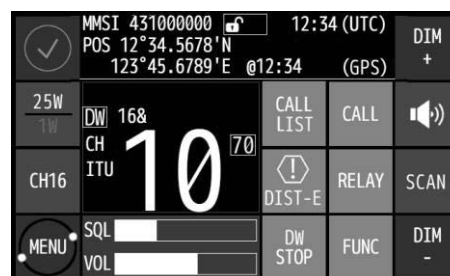 MMSI 431000000 12:34(UTC)
POS 12°34.5678'N
123°45.6789'E @12:34 (GPS)
DIM
+
25W
1W
DW 16&
CH
ITU
10
70
CALL
LIST
CALL
CH16
DIST-E
RELAY
SCAN
MENU
SQL
VOL
DW
STOP
FUNC
DIM
-